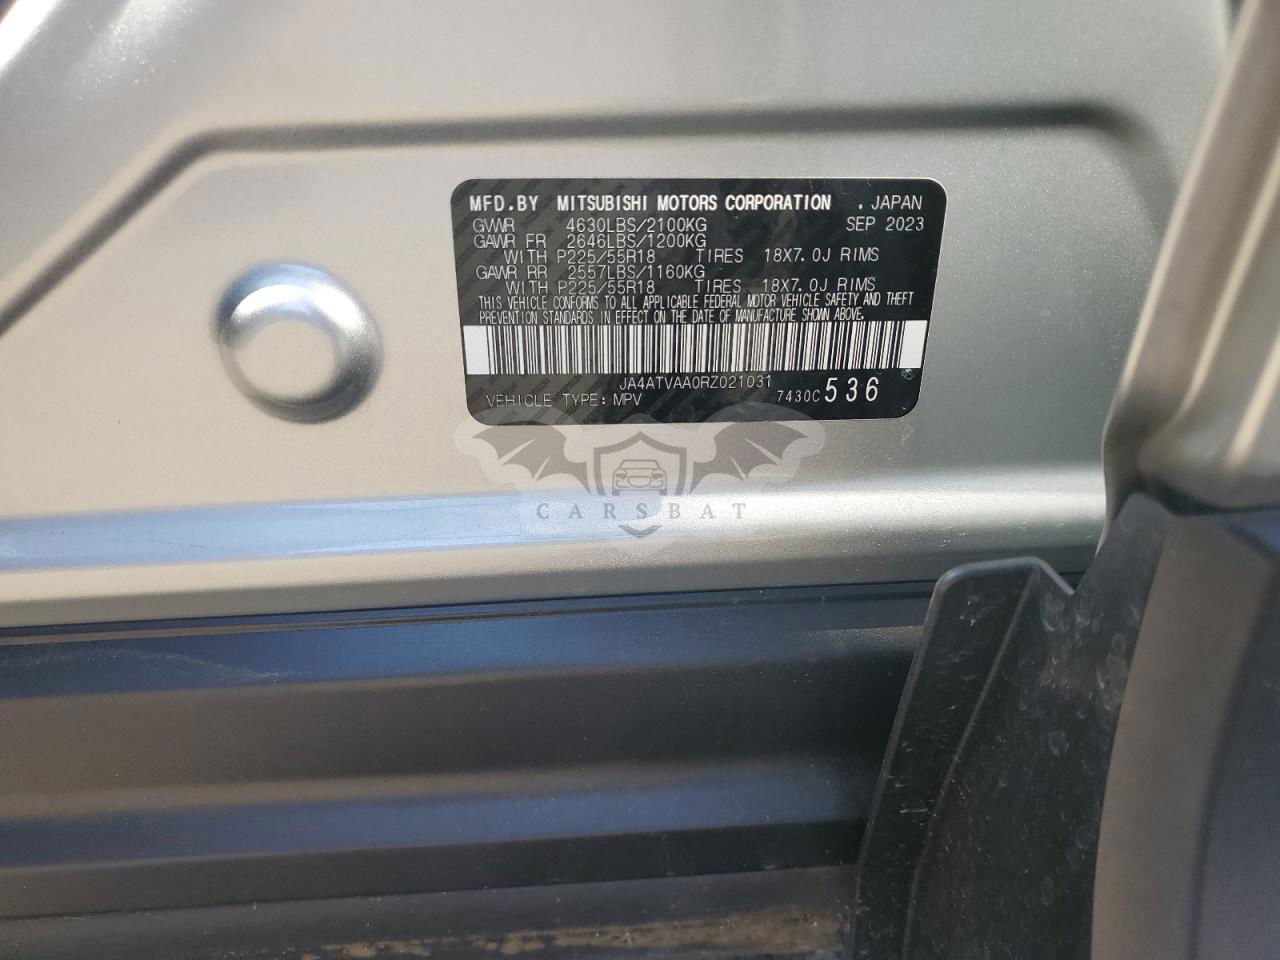 MFD.BY MITSUBISHI MOTORS CORPORATION . JAPAN
GVWR 4630LBS/2100KG SEP 2023
GAWR FR 2646LBS/1200KG
WITH P225/55R18 TIRES 18X7.0J RIMS
GAWR RR 2557LBS/1160KG
WITH P225/55R18 TIRES 18X7.0J RIMS
THIS VEHICLE CONFORMS TO ALL APPLICABLE FEDERAL MOTOR VEHICLE SAFETY AND THEFT
PREVENTION STANDARDS IN EFFECT ON THE DATE OF MANUFACTURE SHOWN ABOVE.
JA4ATVAA0RZ021031
VEHICLE TYPE: MPV 7430C 536
CARSBAT